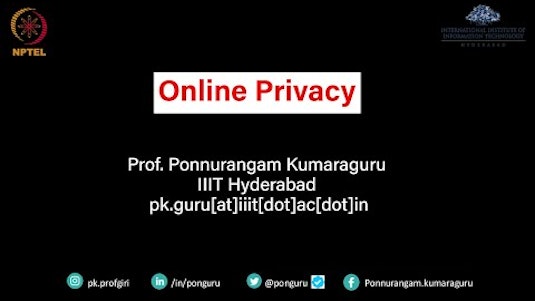 NPTEL
INTERNATIONAL INSTITUTE OF
INFORMATION TECHNOLOGY
HYDERABAD
Online Privacy
Prof. Ponnurangam Kumaraguru
IIIT Hyderabad
pk.guru[at]iiit[dot]ac[dot]in
pk.profgiri
/in/ponguru
@ponguru
Ponnurangam.kumaraguru